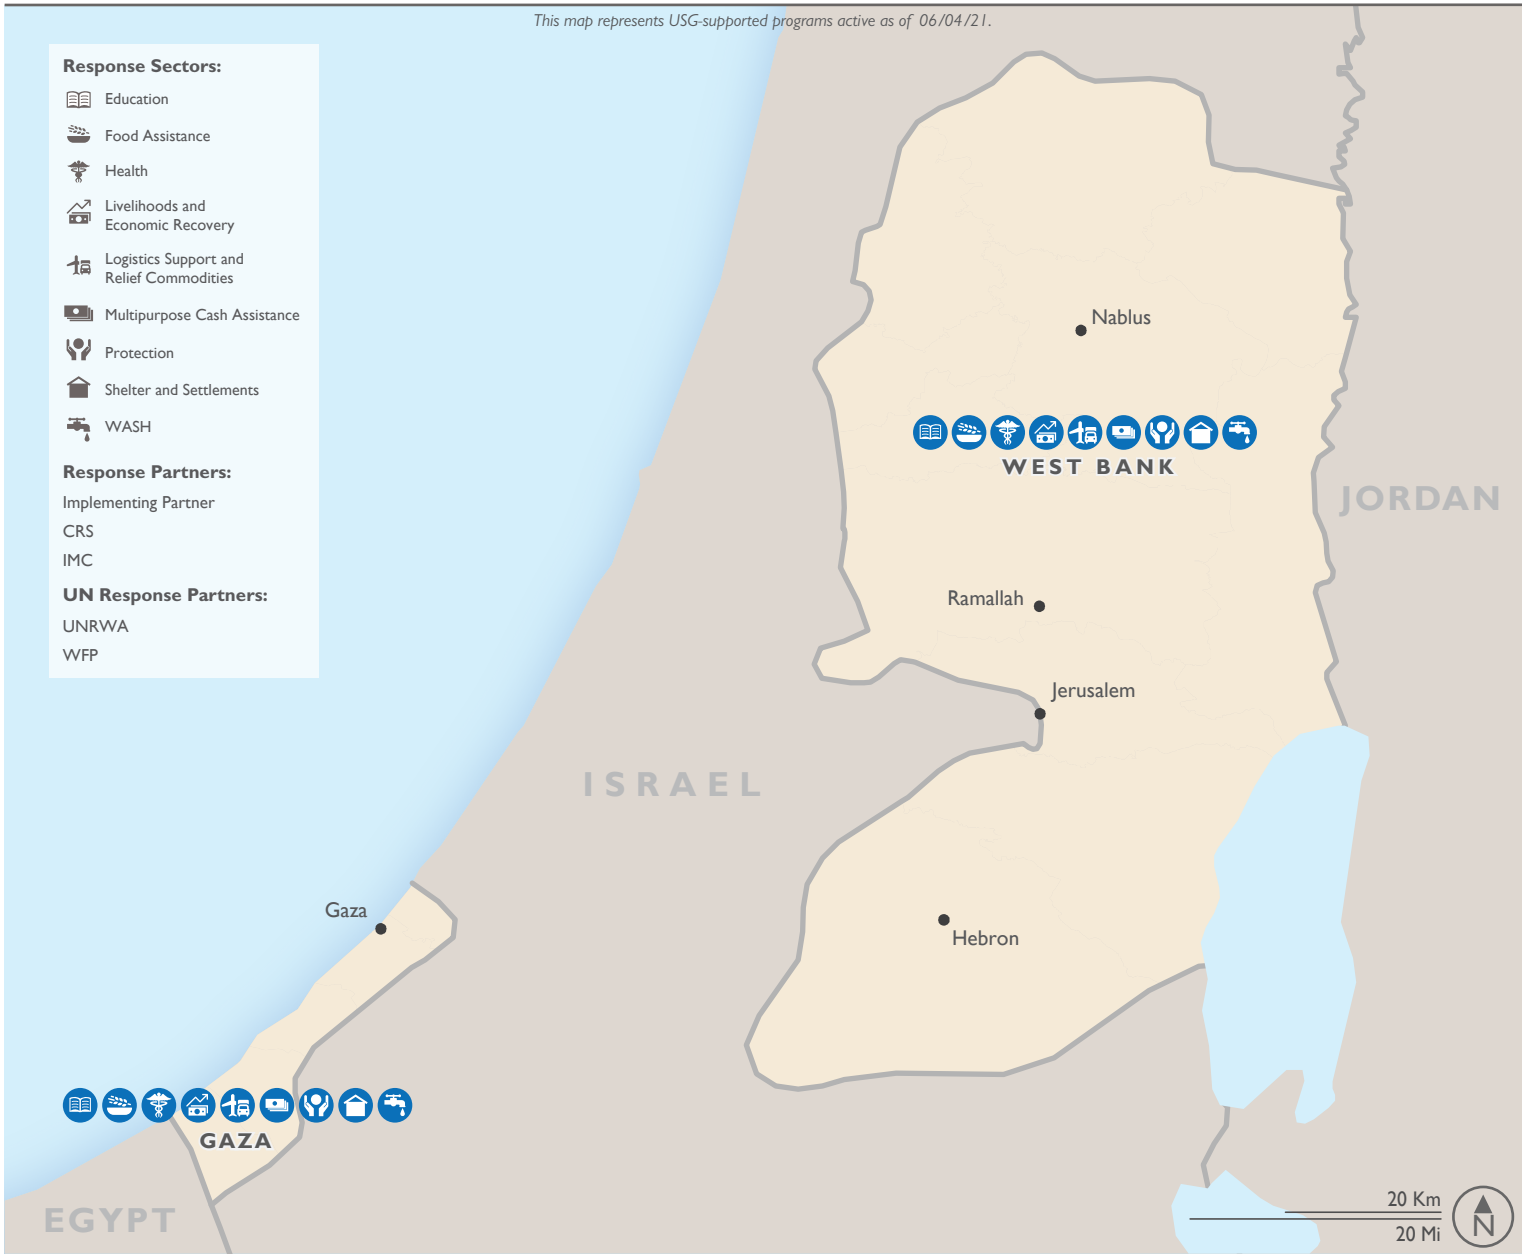 This map represents USG-supported programs active as of 06/04/21.
Response Sectors:
Education
Food Assistance
Health
Livelihoods and
Economic Recovery
Logistics Support and
Relief Commodities
Multipurpose Cash Assistance
Protection
Shelter and Settlements
WASH
Response Partners:
Implementing Partner
CRS
IMC
UN Response Partners:
UNRWA
WFP
Nablus
WEST BANK
JORDAN
Ramallah
Jerusalem
ISRAEL
Gaza
Hebron
GAZA
EGYPT
20 Km
20 Mi
N